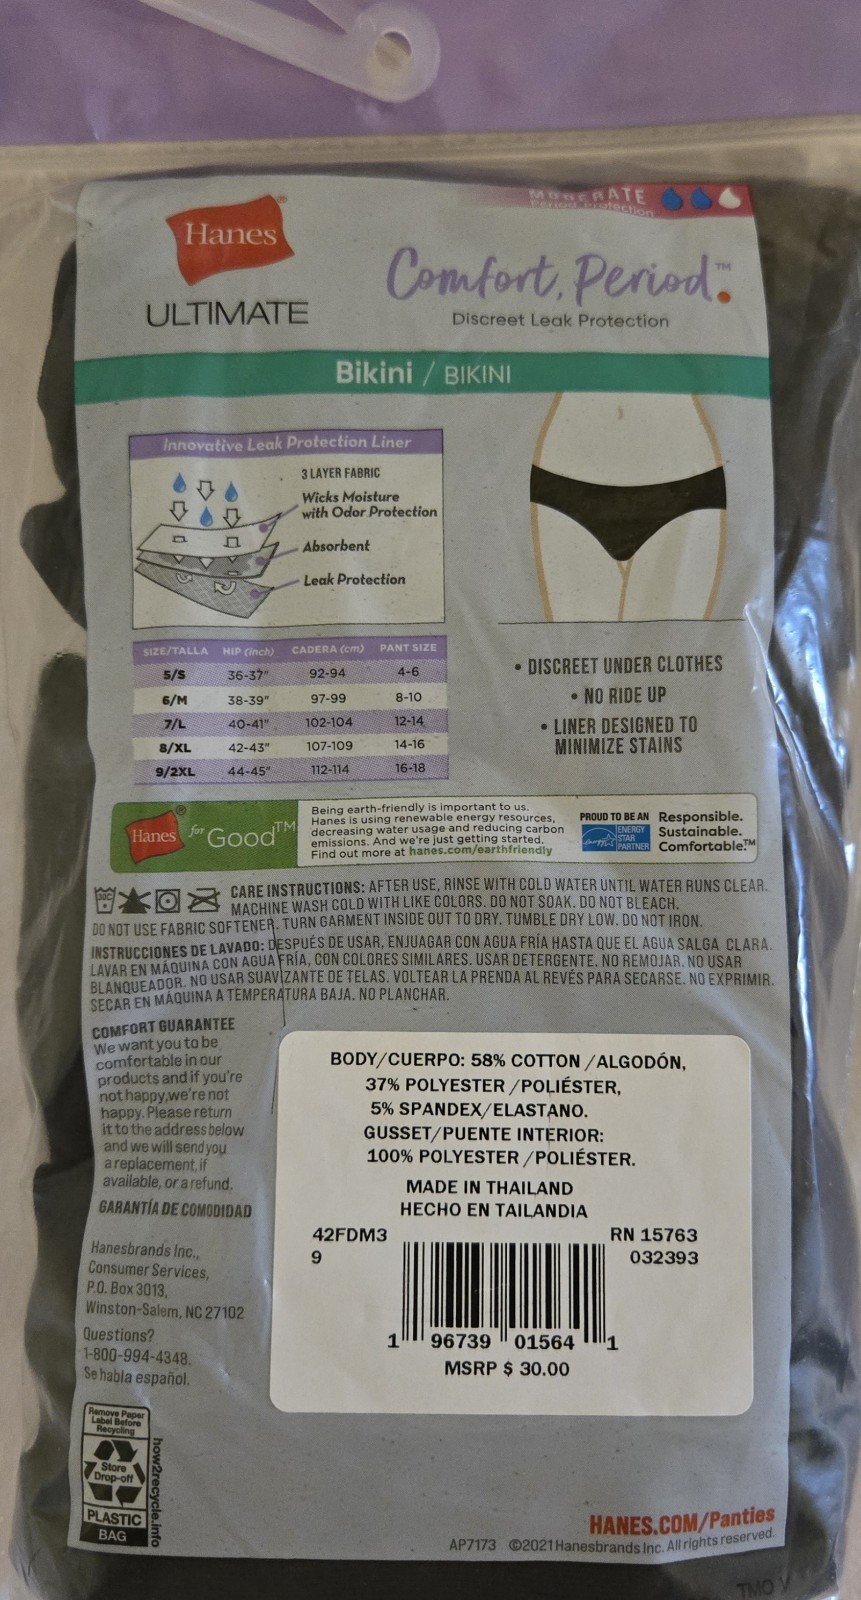 MODERATE
Period Protection
Hanes®
ULTIMATE
Comfort, Period.™
Discreet Leak Protection
Bikini / BIKINI
Innovative Leak Protection Liner
3 LAYER FABRIC
Wicks Moisture
with Odor Protection
Absorbent
Leak Protection
SIZE/TALLA HIP (inch) CADERA (cm) PANT SIZE
5/S 36-37" 92-94 4-6
6/M 38-39" 97-99 8-10
7/L 40-41" 102-104 12-14
8/XL 42-43" 107-109 14-16
9/2XL 44-45" 112-114 16-18
• DISCREET UNDER CLOTHES
• NO RIDE UP
• LINER DESIGNED TO
MINIMIZE STAINS
Hanes® for Good™
Being earth-friendly is important to us.
Hanes is using renewable energy resources,
decreasing water usage and reducing carbon
emissions. And we're just getting started.
Find out more at hanes.com/earthfriendly
PROUD TO BE AN
ENERGY
STAR
PARTNER
Responsible.
Sustainable.
Comfortable.™
30C
CARE INSTRUCTIONS: AFTER USE, RINSE WITH COLD WATER UNTIL WATER RUNS CLEAR.
MACHINE WASH COLD WITH LIKE COLORS. DO NOT SOAK. DO NOT BLEACH.
DO NOT USE FABRIC SOFTENER. TURN GARMENT INSIDE OUT TO DRY. TUMBLE DRY LOW. DO NOT IRON.
INSTRUCCIONES DE LAVADO: DESPUÉS DE USAR, ENJUAGAR CON AGUA FRÍA HASTA QUE EL AGUA SALGA CLARA.
LAVAR EN MÁQUINA CON AGUA FRÍA, CON COLORES SIMILARES. USAR DETERGENTE. NO REMOJAR. NO USAR
BLANQUEADOR. NO USAR SUAVIZANTE DE TELAS. VOLTEAR LA PRENDA AL REVÉS PARA SECARSE. NO EXPRIMIR.
SECAR EN MÁQUINA A TEMPERATURA BAJA. NO PLANCHAR.
COMFORT GUARANTEE
We want you to be
comfortable in our
products and if you're
not happy, we're not
happy. Please return
it to the address below
and we will send you
a replacement, if
available, or a refund.
GARANTÍA DE COMODIDAD
Hanesbrands Inc.,
Consumer Services,
P.O. Box 3013,
Winston-Salem, NC 27102
Questions?
1-800-994-4348.
Se habla español.
BODY/CUERPO: 58% COTTON /ALGODÓN,
37% POLYESTER /POLIÉSTER,
5% SPANDEX/ELASTANO.
GUSSET/PUENTE INTERIOR:
100% POLYESTER /POLIÉSTER.
MADE IN THAILAND
HECHO EN TAILANDIA
42FDM3 RN 15763
9 032393
1 96739 01564 1
MSRP $ 30.00
Remove Paper
Label Before
Recycling
Store
Drop-off
PLASTIC
BAG
how2recycle.info
HANES.COM/Panties
AP7173 ©2021 Hanesbrands Inc. All rights reserved.
TMO V